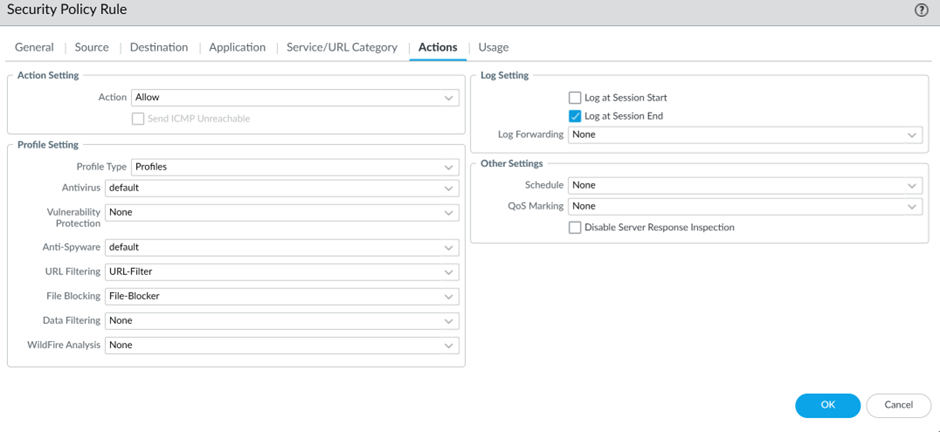 Security Policy Rule
General | Source | Destination | Application | Service/URL Category | Actions | Usage
Action Setting
Action Allow
Send ICMP Unreachable
Profile Setting
Profile Type Profiles
Antivirus default
Vulnerability Protection None
Anti-Spyware default
URL Filtering URL-Filter
File Blocking File-Blocker
Data Filtering None
WildFire Analysis None
Log Setting
Log at Session Start
Log at Session End
Log Forwarding None
Other Settings
Schedule None
QoS Marking None
Disable Server Response Inspection
OK Cancel